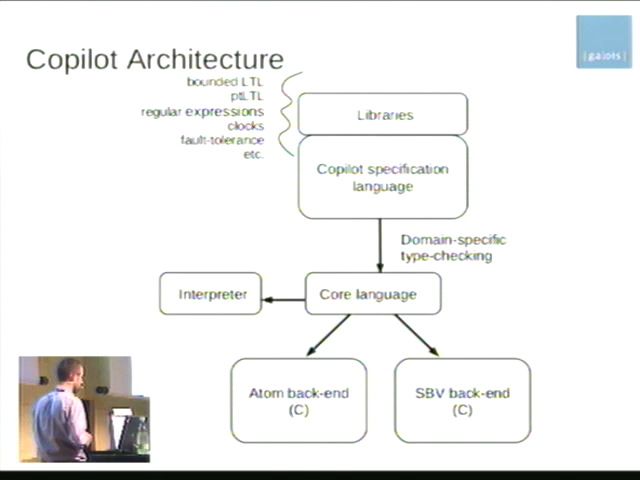 Copilot Architecture
|galois|
bounded LTL
ptLTL
regular expressions
clocks
fault-tolerance
etc.
Libraries
Copilot specification
language
Domain-specific
type-checking
Interpreter
Core language
Atom back-end
(C)
SBV back-end
(C)